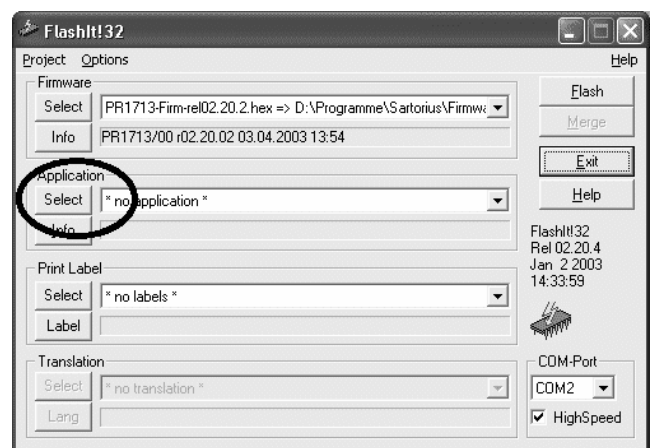 FlashIt!32
Project Options Help
Firmware
Select PR1713-Firm-rel02.20.2.hex => D:\Programme\Sartorius\Firmwa
Info PR1713/00 r02.20.02 03.04.2003 13:54
Flash
Merge
Exit
Help
Application
Select * no application *
Info
FlashIt!32
Rel 02.20.4
Jan 2 2003
14:33:59
Print Label
Select * no labels *
Label
Translation
Select * no translation *
Lang
COM-Port
COM2
HighSpeed